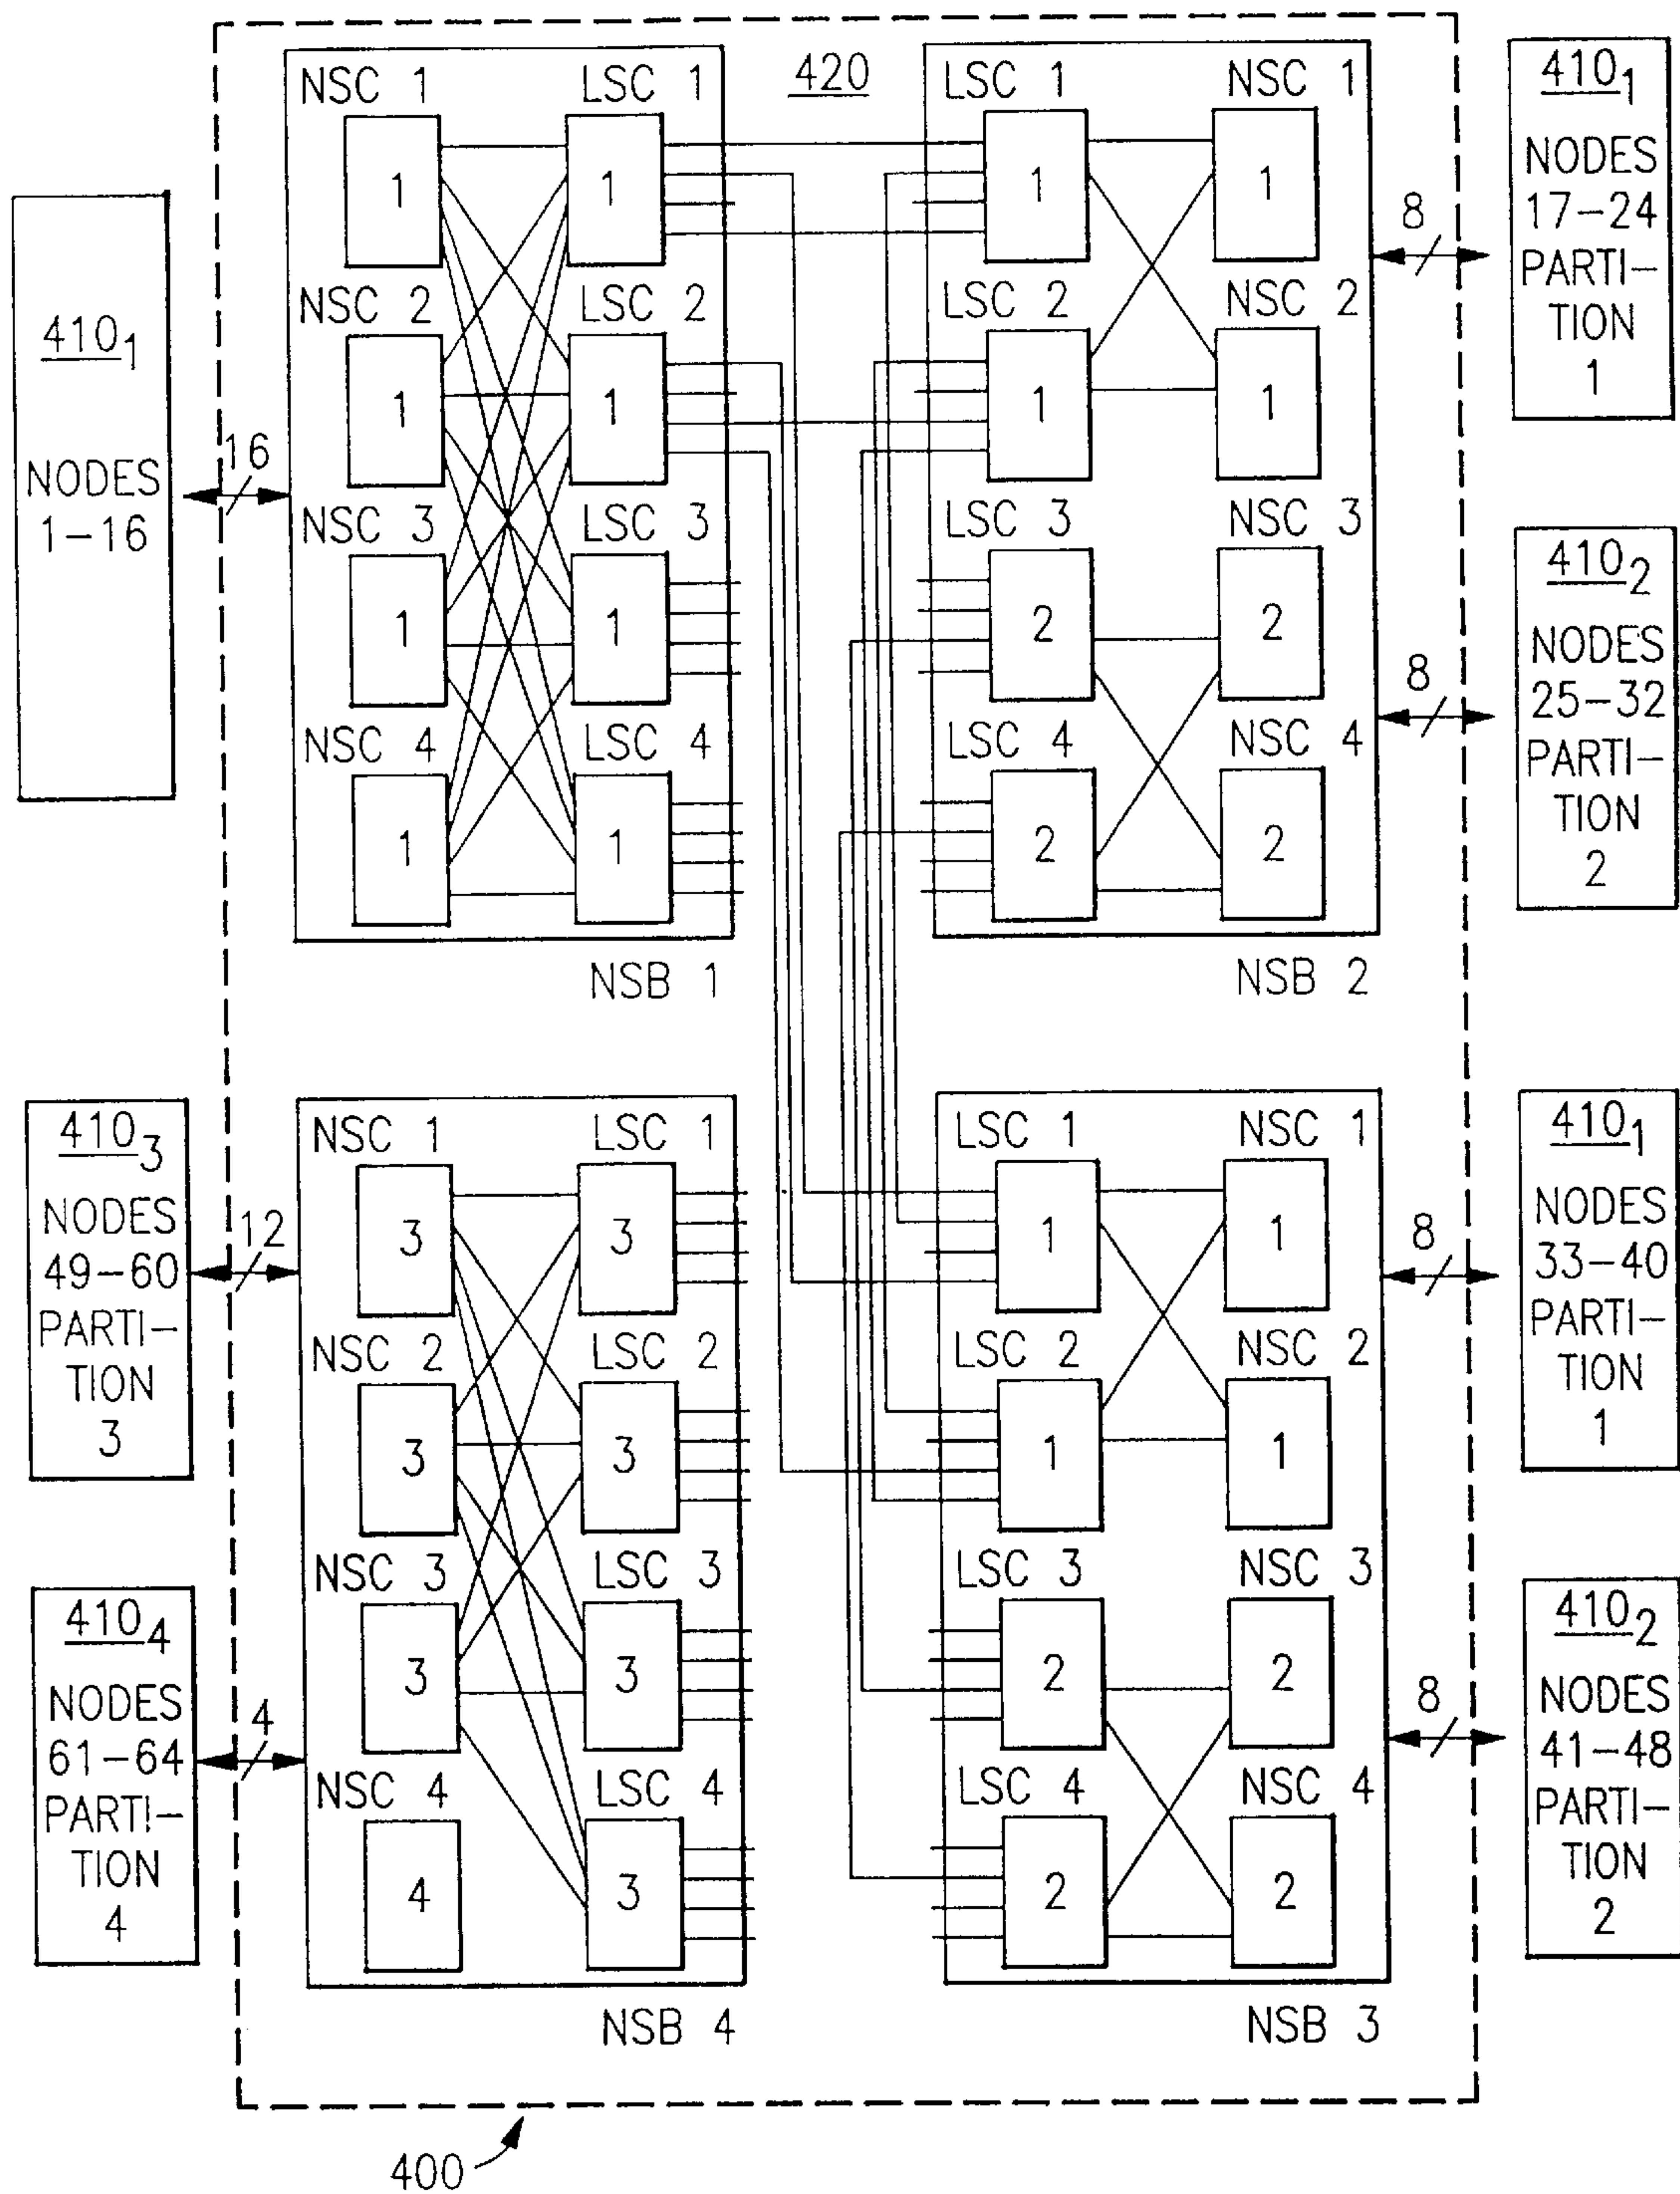 420
NSC 1
LSC 1
1
1
NSC 2
LSC 2
1
1
NSC 3
LSC 3
1
1
NSC 4
LSC 4
1
1
NSB 1
LSC 1
NSC 1
1
1
LSC 2
NSC 2
1
1
LSC 3
NSC 3
2
2
LSC 4
NSC 4
2
2
NSB 2
410₁
NODES
1-16
16
410₁
NODES
17-24
PARTI-
TION
1
8
410₂
NODES
25-32
PARTI-
TION
2
8
410₃
NODES
49-60
PARTI-
TION
3
12
410₄
NODES
61-64
PARTI-
TION
4
4
NSC 1
LSC 1
3
3
NSC 2
LSC 2
3
3
NSC 3
LSC 3
3
3
NSC 4
LSC 4
4
3
NSB 4
LSC 1
NSC 1
1
1
LSC 2
NSC 2
1
1
LSC 3
NSC 3
2
2
LSC 4
NSC 4
2
2
NSB 3
8
410₁
NODES
33-40
PARTI-
TION
1
8
410₂
NODES
41-48
PARTI-
TION
2
400